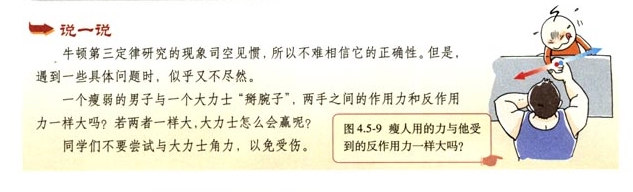 说一说
牛顿第三定律研究的现象司空见惯，所以不难相信它的正确性。但是，
遇到一些具体问题时，似乎又不尽然。
一个瘦弱的男子与一个大力士“掰腕子”，两手之间的作用力和反作用
力一样大吗？若两者一样大，大力士怎么会赢呢？
同学们不要尝试与大力士角力，以免受伤。
图 4.5-9 瘦人用的力与他受
到的反作用力一样大吗？